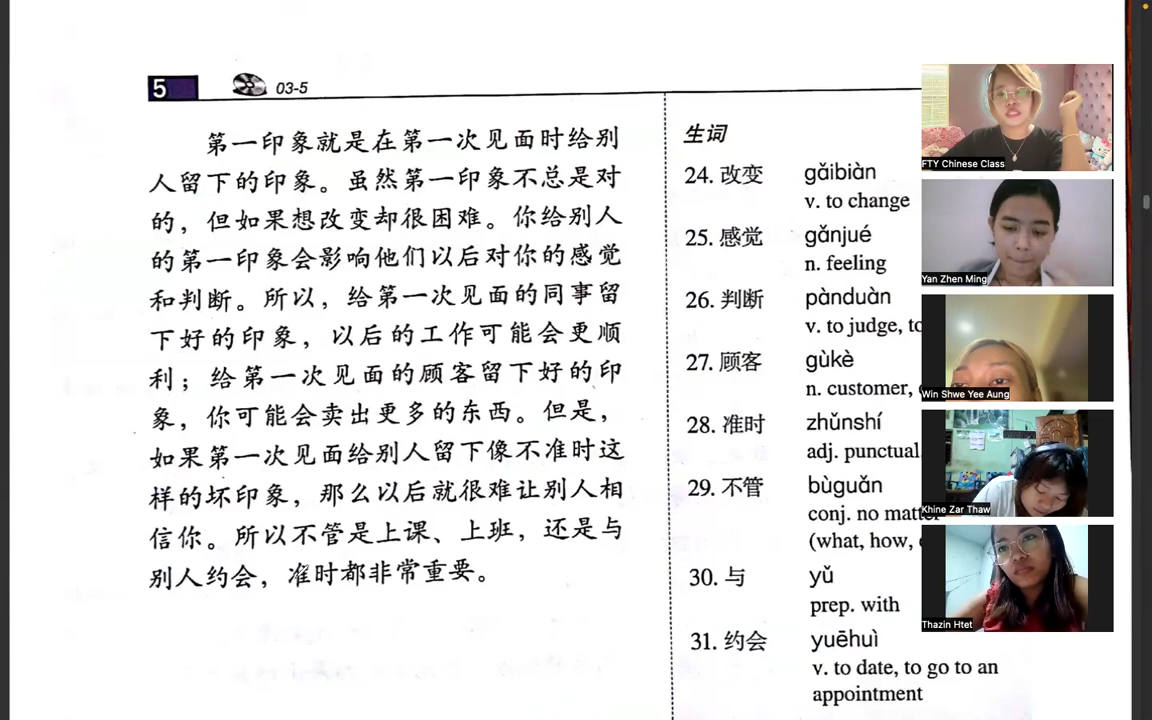 5
03-5
第一印象就是在第一次见面时给别
人留下的印象。虽然第一印象不总是对
的，但如果想改变却很困难。你给别人
的第一印象会影响他们以后对你的感觉
和判断。所以，给第一次见面的同事留
下好的印象，以后的工作可能会更顺
利；给第一次见面的顾客留下好的印
象，你可能会卖出更多的东西。但是，
如果第一次见面给别人留下像不准时这
样的坏印象，那么以后就很难让别人相
信你。所以不管是上课、上班，还是与
别人约会，准时都非常重要。
生词
24. 改变 gǎibiàn
v. to change
25. 感觉 gǎnjué
n. feeling
26. 判断 pànduàn
v. to judge, to
27. 顾客 gùkè
n. customer,
28. 准时 zhǔnshí
adj. punctual
29. 不管 bùguǎn
conj. no matter
(what, how,
30. 与 yǔ
prep. with
31. 约会 yuēhuì
v. to date, to go to an
appointment
FTY Chinese Class
Yan Zhen Ming
Win Shwe Yee Aung
Khine Zar Thaw
Thazin Htet